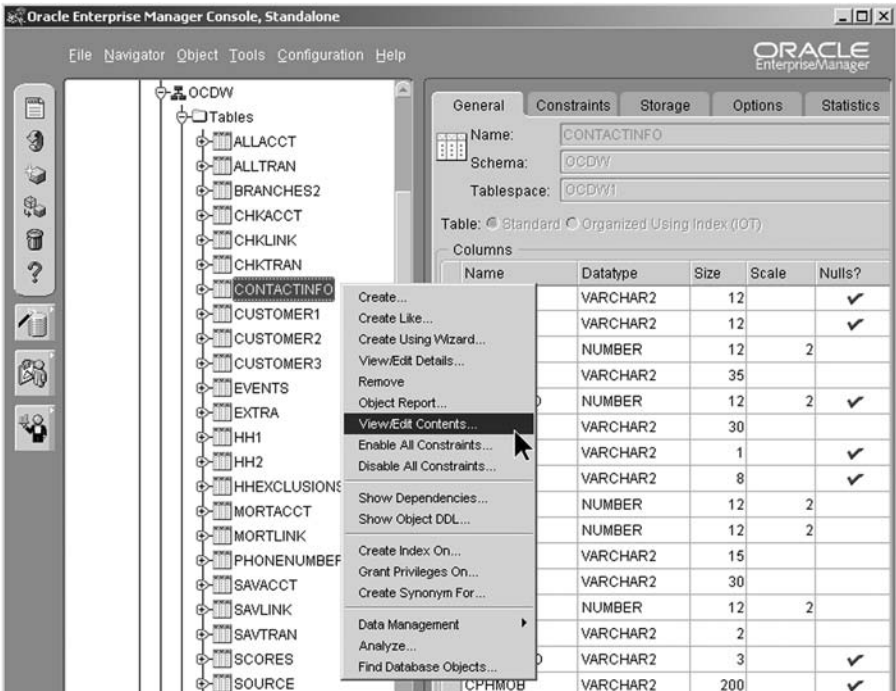 Oracle Enterprise Manager Console, Standalone
File Navigator Object Tools Configuration Help
ORACLE
EnterpriseManager
OCDW
Tables
ALLACCT
ALLTRAN
BRANCHES2
CHKACCT
CHKLINK
CHKTRAN
CONTACTINFO
CUSTOMER1
CUSTOMER2
CUSTOMER3
EVENTS
EXTRA
HH1
HH2
HHEXCLUSIONS
MORTACCT
MORTLINK
PHONENUMBER
SAVACCT
SAVLINK
SAVTRAN
SCORES
SOURCE
Create...
Create Like...
Create Using Wizard...
View/Edit Details...
Remove
Object Report...
View/Edit Contents...
Enable All Constraints...
Disable All Constraints...
Show Dependencies...
Show Object DDL...
Create Index On...
Grant Privileges On...
Create Synonym For...
Data Management
Analyze...
Find Database Objects...
General Constraints Storage Options Statistics
Name: CONTACTINFO
Schema: OCDW
Tablespace: OCDW1
Table: Standard Organized Using Index (IOT)
Columns
Name Datatype Size Scale Nulls?
VARCHAR2 12
VARCHAR2 12
NUMBER 12 2
VARCHAR2 35
NUMBER 12 2
VARCHAR2 30
VARCHAR2 1
VARCHAR2 8
NUMBER 12 2
NUMBER 12 2
VARCHAR2 15
VARCHAR2 30
NUMBER 12 2
VARCHAR2 2
VARCHAR2 3
CPHMOB VARCHAR2 200